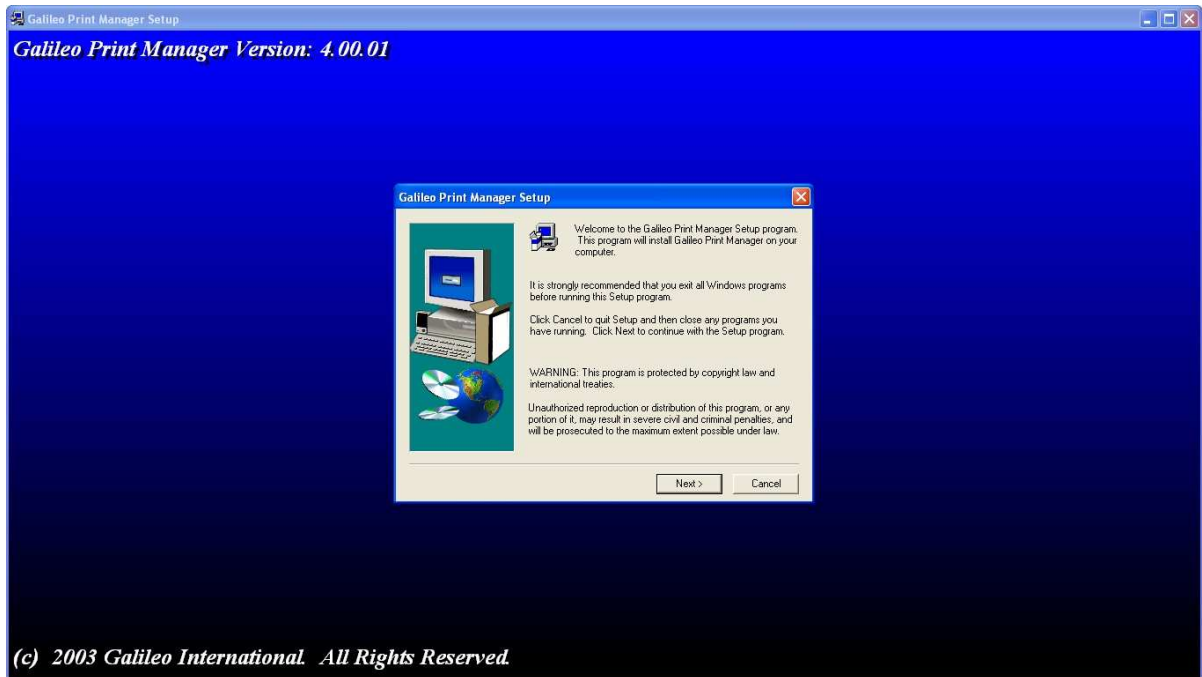 Galileo Print Manager Setup
Galileo Print Manager Version: 4.00.01
Galileo Print Manager Setup
Welcome to the Galileo Print Manager Setup program.
This program will install Galileo Print Manager on your
computer.
It is strongly recommended that you exit all Windows programs
before running this Setup program.
Click Cancel to quit Setup and then close any programs you
have running. Click Next to continue with the Setup program.
WARNING: This program is protected by copyright law and
international treaties.
Unauthorized reproduction or distribution of this program, or any
portion of it, may result in severe civil and criminal penalties, and
will be prosecuted to the maximum extent possible under law.
Next >
Cancel
(c) 2003 Galileo International. All Rights Reserved.